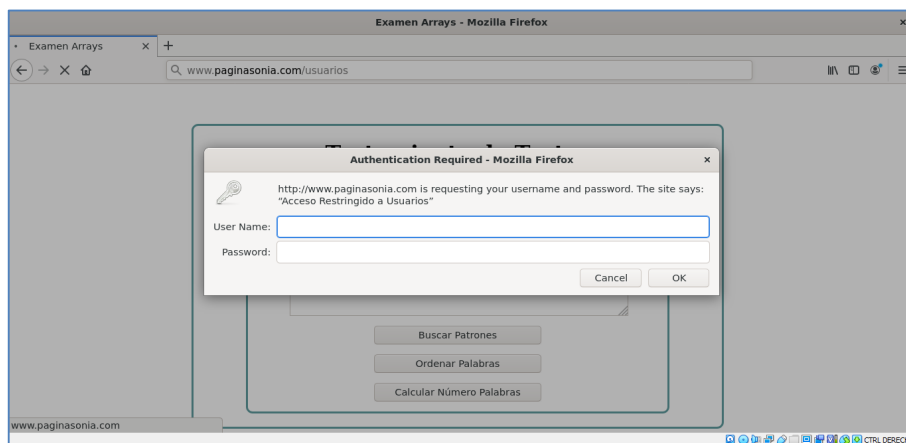 Examen Arrays - Mozilla Firefox
Examen Arrays
www.paginasonia.com/usuarios
Authentication Required - Mozilla Firefox
http://www.paginasonia.com is requesting your username and password. The site says:
“Acceso Restringido a Usuarios”
User Name:
Password:
Cancel OK
Buscar Patrones
Ordenar Palabras
Calcular Número Palabras
www.paginasonia.com